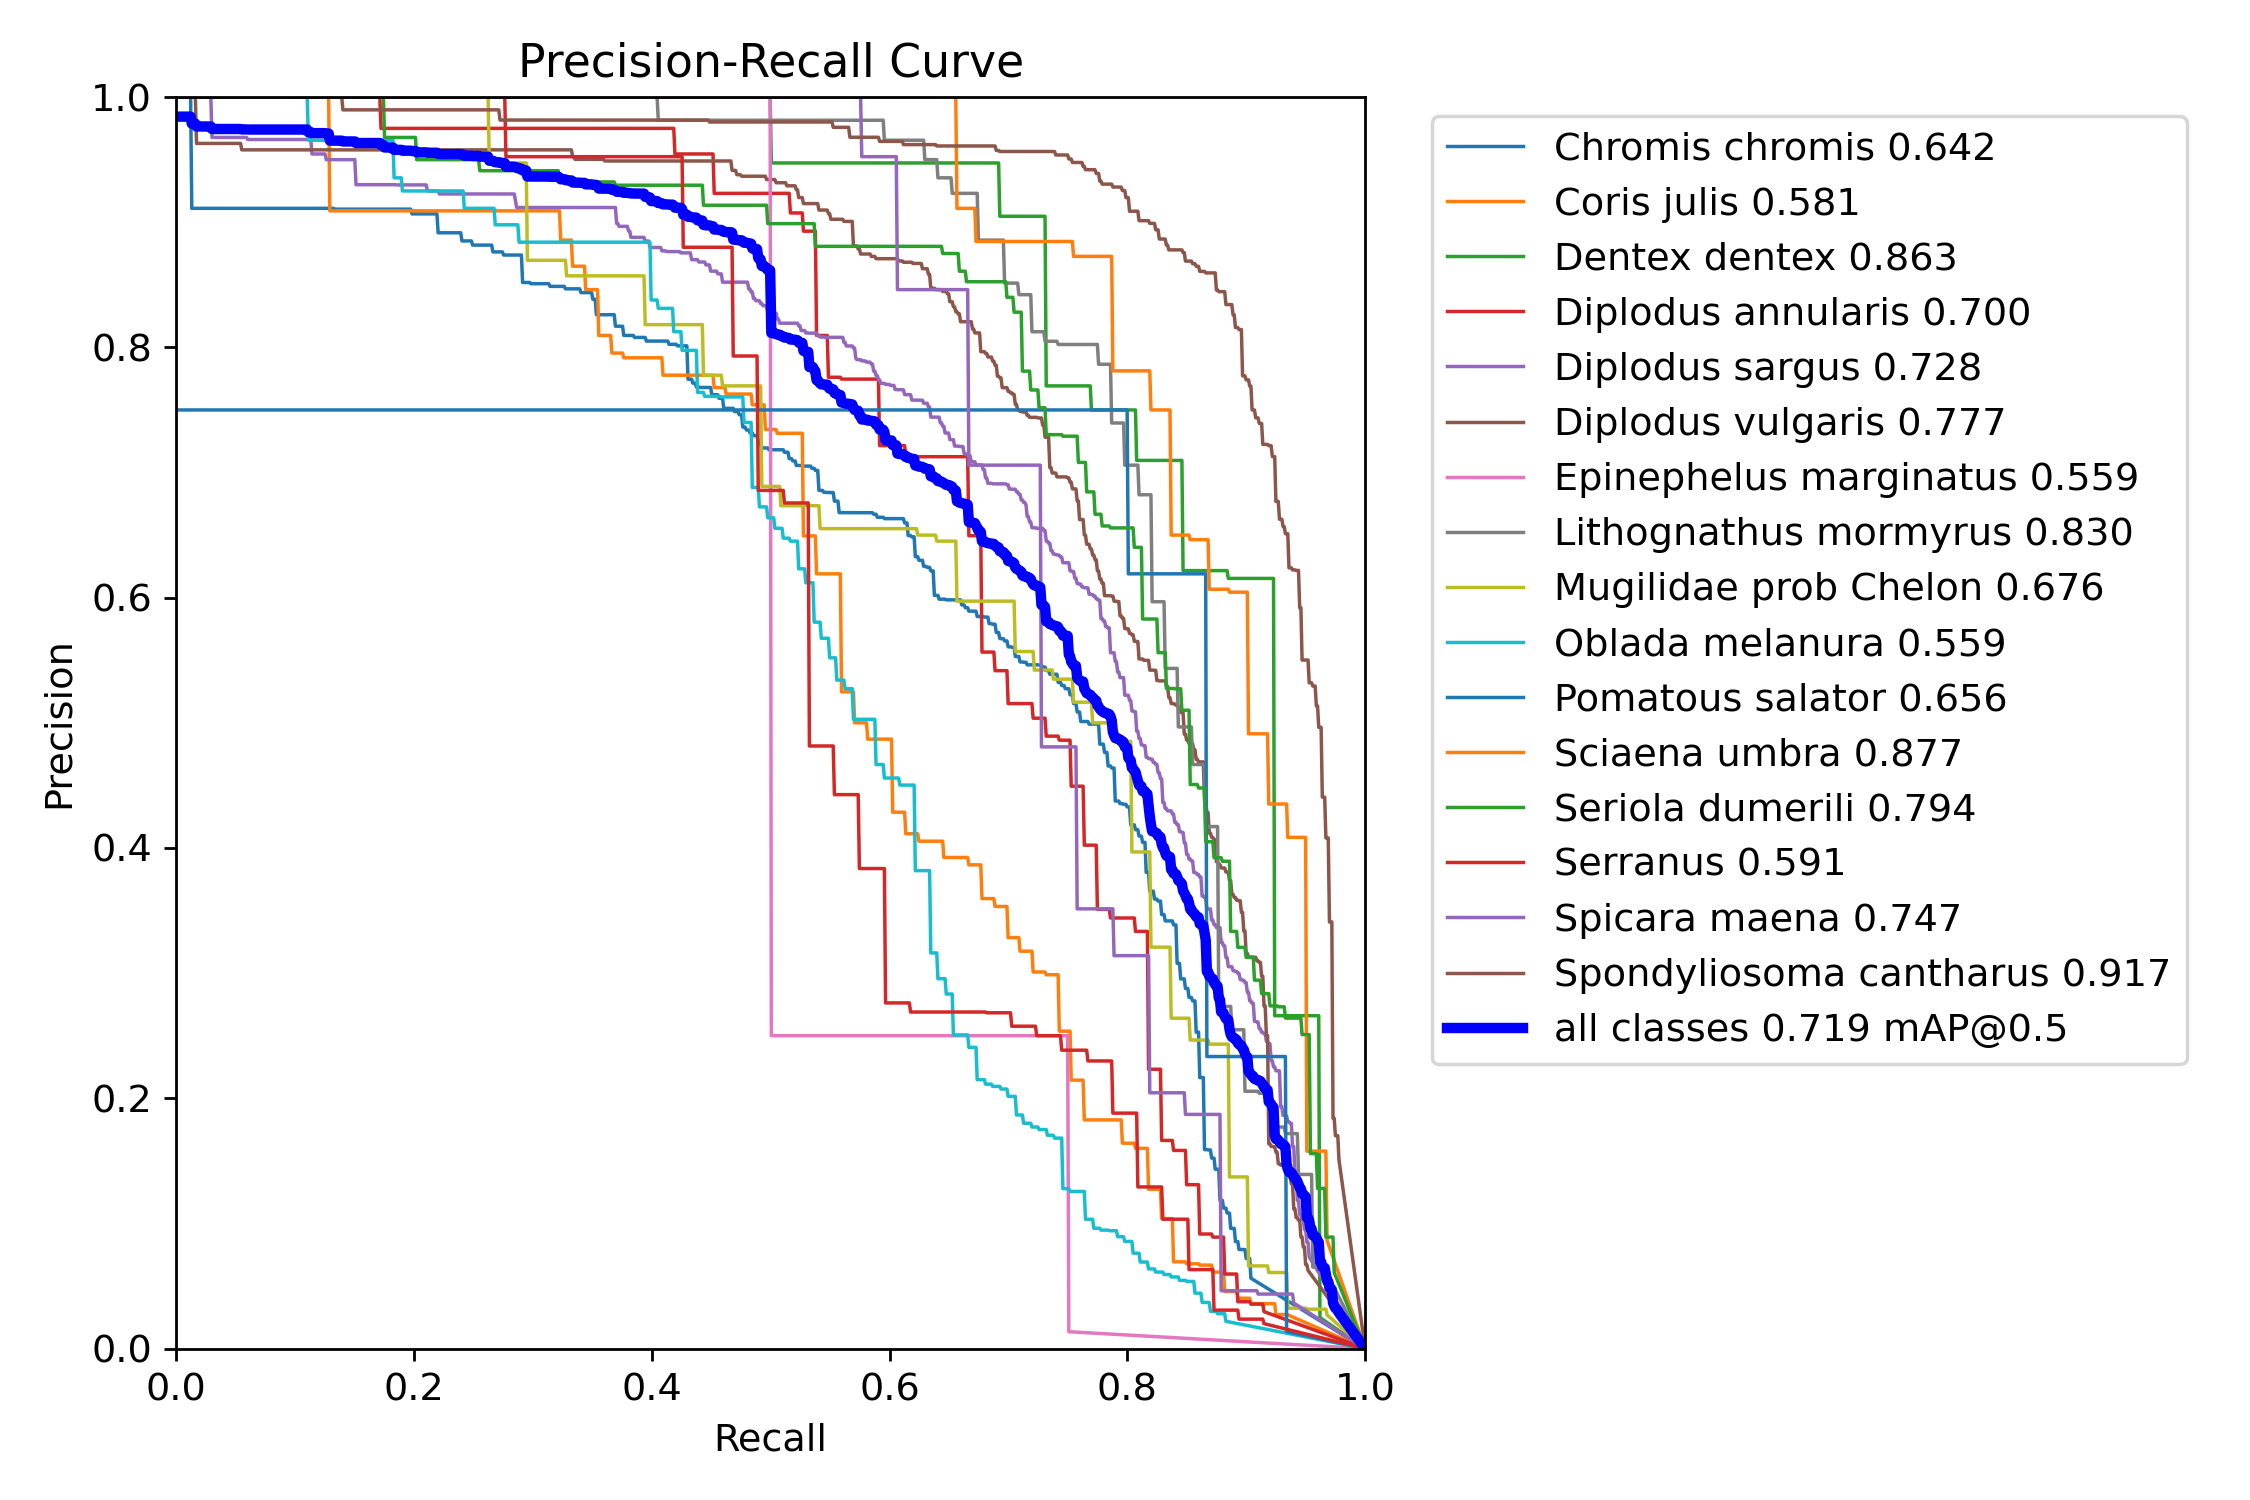 Precision-Recall Curve
1.0
0.8
0.6
0.4
0.2
0.0
Precision
0.0 0.2 0.4 0.6 0.8 1.0
Recall
Chromis chromis 0.642
Coris julis 0.581
Dentex dentex 0.863
Diplodus annularis 0.700
Diplodus sargus 0.728
Diplodus vulgaris 0.777
Epinephelus marginatus 0.559
Lithognathus mormyrus 0.830
Mugilidae prob Chelon 0.676
Oblada melanura 0.559
Pomatous salator 0.656
Sciaena umbra 0.877
Seriola dumerili 0.794
Serranus 0.591
Spicara maena 0.747
Spondyliosoma cantharus 0.917
all classes 0.719 mAP@0.5